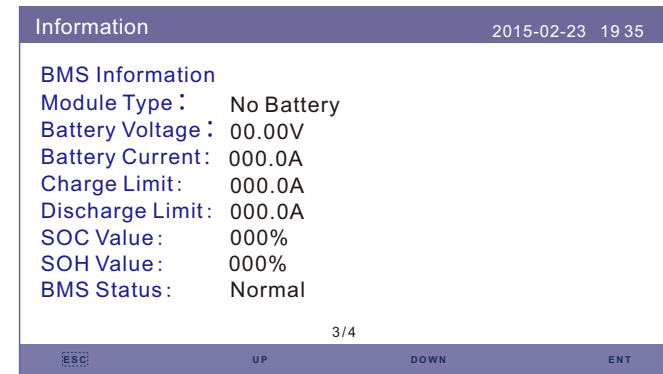 Information 2015-02-23 19 35
BMS Information
Module Type: No Battery
Battery Voltage: 00.00V
Battery Current: 000.0A
Charge Limit: 000.0A
Discharge Limit: 000.0A
SOC Value: 000%
SOH Value: 000%
BMS Status: Normal
3/4
ESC UP DOWN ENT